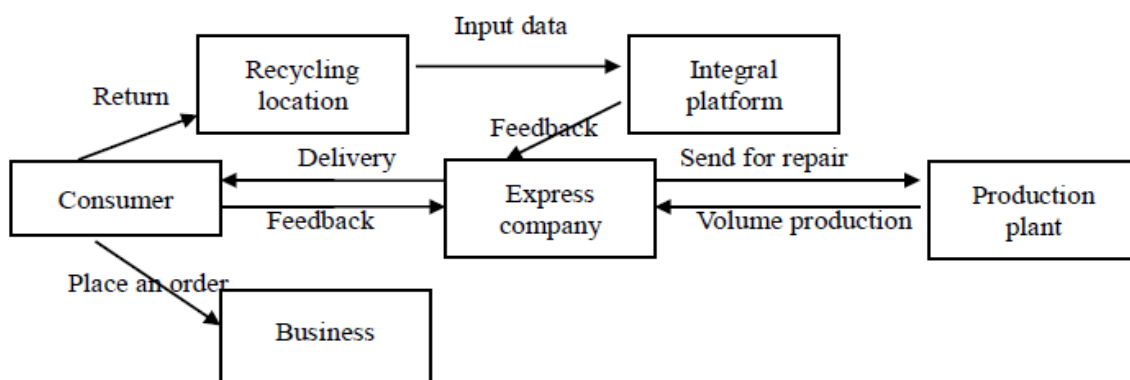 Input data
Recycling
location
Integral
platform
Return
Feedback
Delivery
Send for repair
Consumer
Express
company
Production
plant
Feedback
Volume production
Place an order
Business